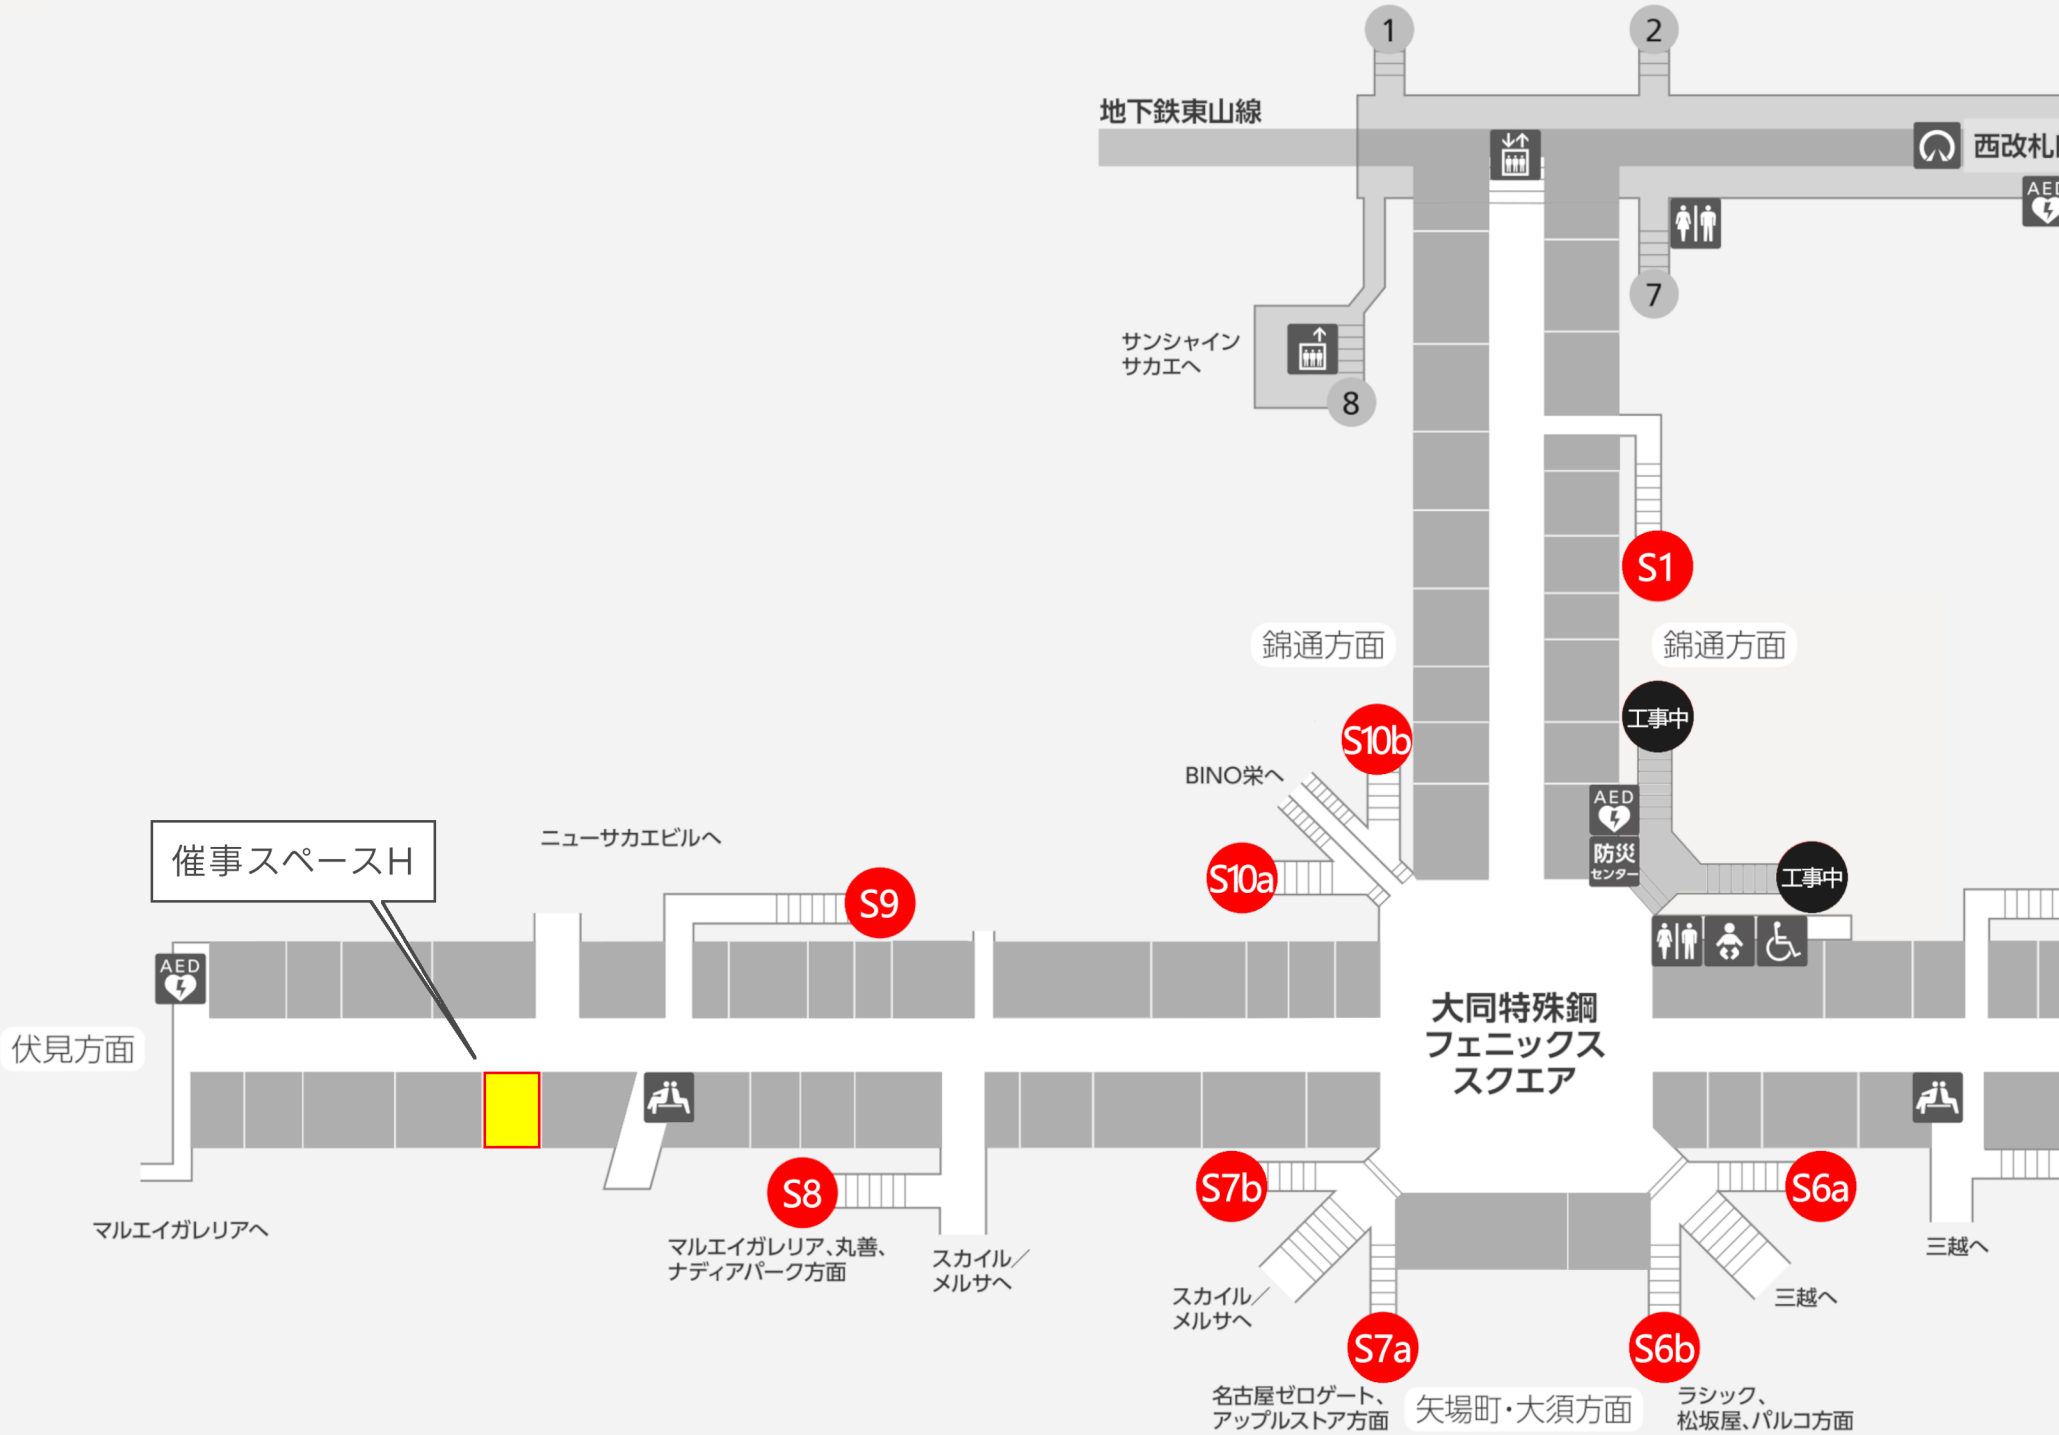 1
2
地下鉄東山線
西改札
AED
7
サンシャイン
サカエへ
8
S1
錦通方面
錦通方面
工事中
S10b
BINO栄へ
AED
防災
センター
催事スペースH
ニューサカエビルへ
S10a
工事中
S9
AED
伏見方面
大同特殊鋼
フェニックス
スクエア
S8
S7b
S6a
マルエイガレリアへ
マルエイガレリア、丸善、
ナディアパーク方面
スカイル／
メルサへ
三越へ
スカイル／
メルサへ
三越へ
S7a
S6b
名古屋ゼロゲート、
アップルストア方面
矢場町・大須方面
ラシック、
松坂屋、パルコ方面